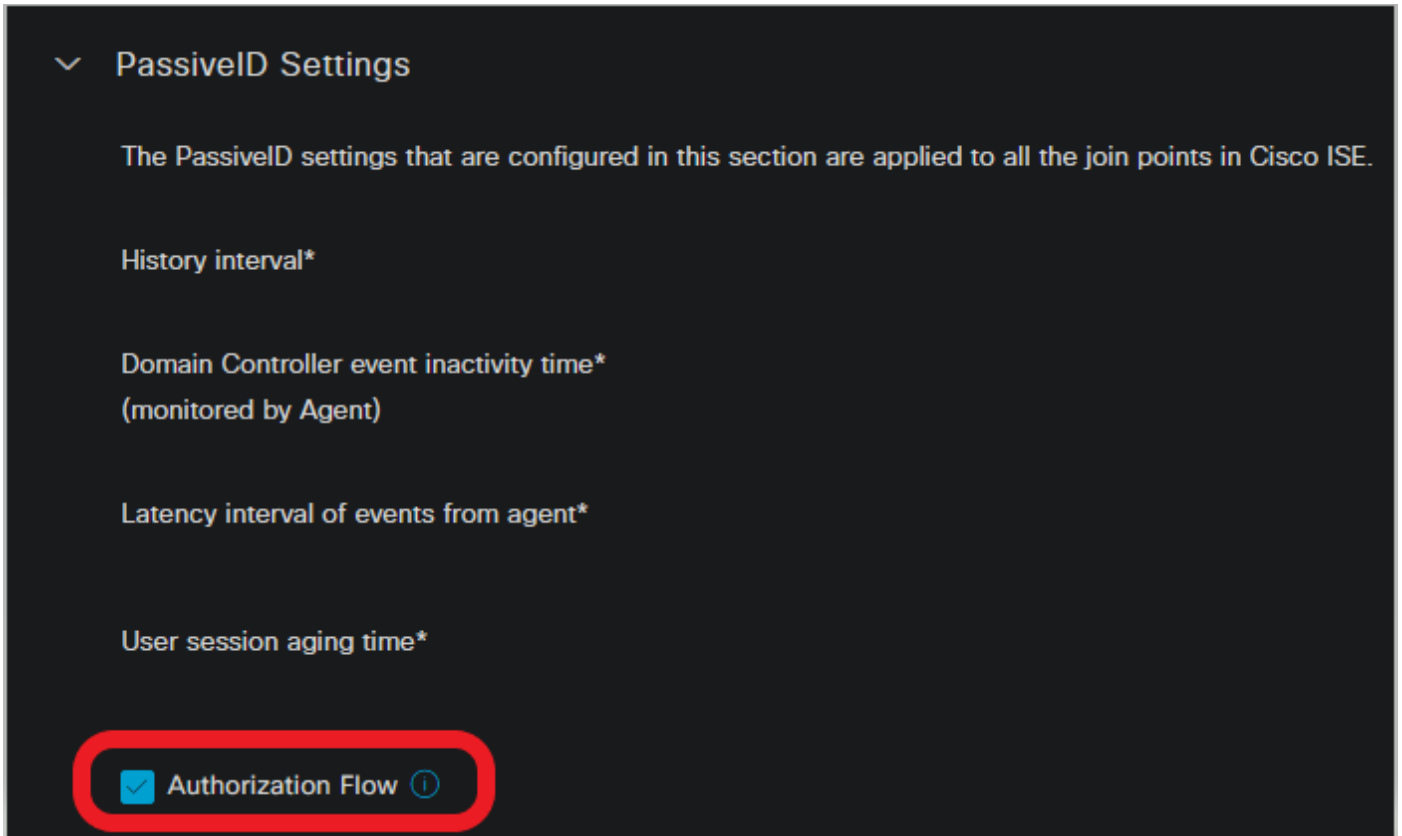 PassiveID Settings
The PassiveID settings that are configured in this section are applied to all the join points in Cisco ISE.
History interval*
Domain Controller event inactivity time*
(monitored by Agent)
Latency interval of events from agent*
User session aging time*
Authorization Flow